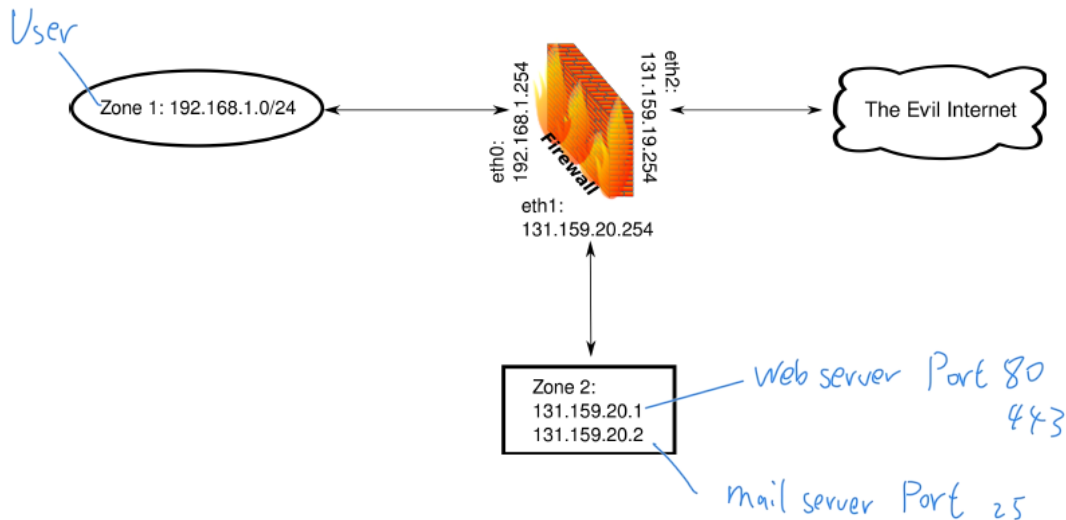 User
Zone 1: 192.168.1.0/24
eth0:
192.168.1.254
Firewall
eth2:
131.159.19.254
The Evil Internet
eth1:
131.159.20.254
Zone 2:
131.159.20.1
131.159.20.2
Web server Port 80
443
mail server Port 25